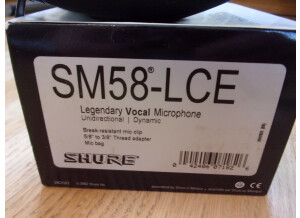 SM58®-LCE
Legendary Vocal Microphone
Unidirectional | Dynamic
Break-resistant mic clip
5/8" to 3/8" Thread adapter
Mic bag
SHURE®